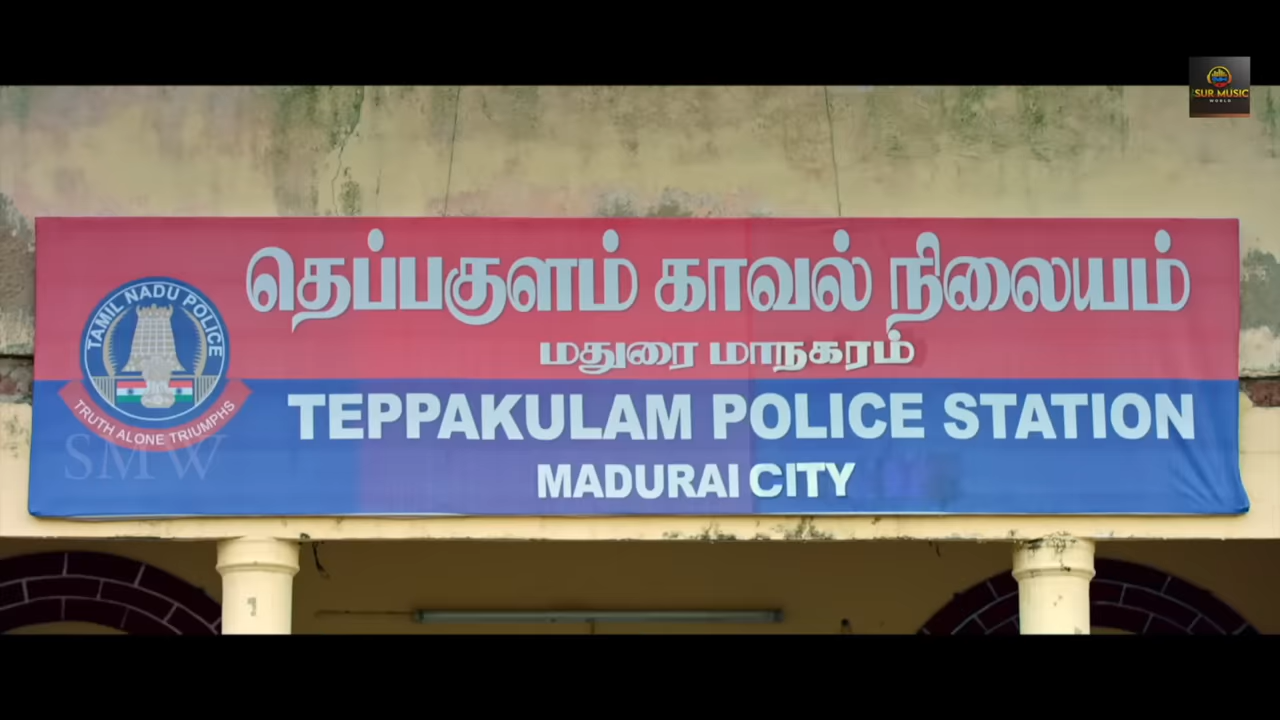 SUR MUSIC
WORLD
தெப்பகுளம் காவல் நிலையம்
மதுரை மாநகரம்
TAMIL NADU POLICE
TRUTH ALONE TRIUMPHS
SMW
TEPPAKULAM POLICE STATION
MADURAI CITY